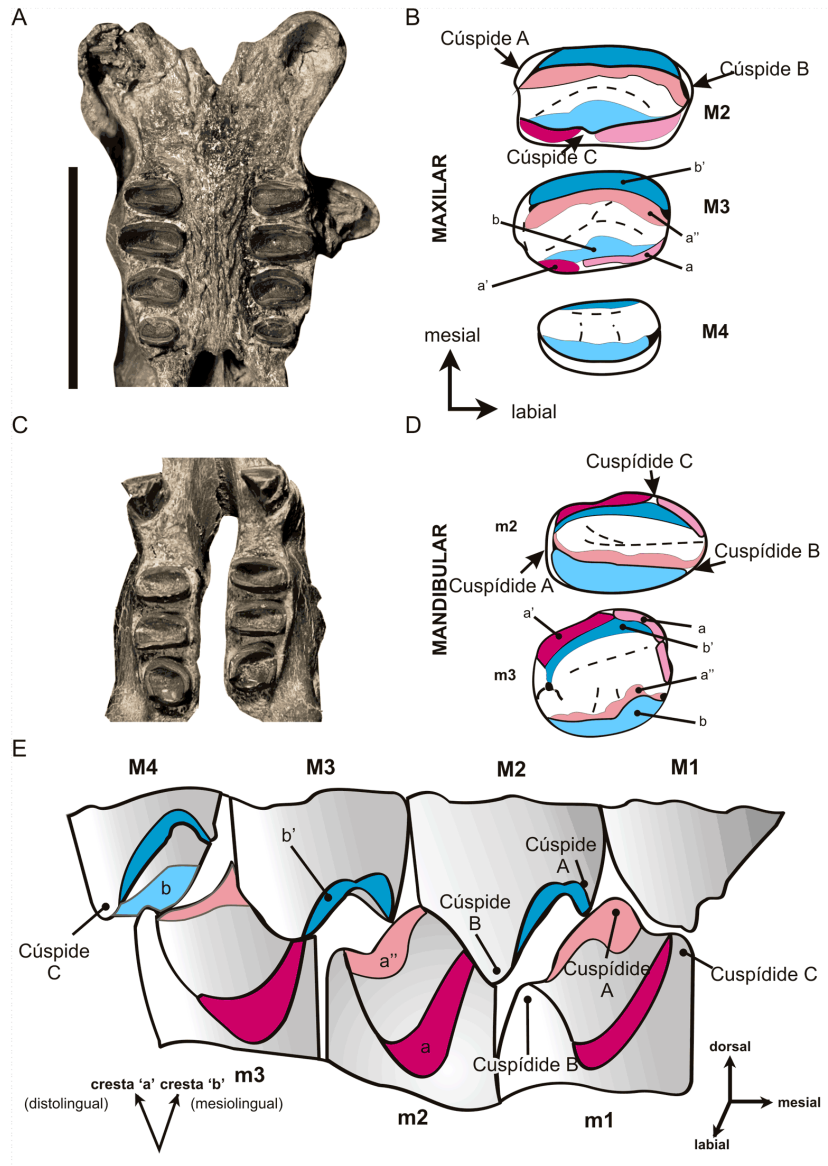 A
B
Cúspide A
Cúspide B
M2
Cúspide C
MAXILAR
b'
M3
b
a''
a
a'
M4
mesial
labial
C
D
Cuspídide C
m2
Cuspídide B
Cuspídide A
MANDIBULAR
a'
a
b'
m3
a''
b
E
M4
M3
M2
M1
b'
Cúspide
A
Cúspide
B
b
Cúspide
C
a''
Cuspídide
A
Cuspídide C
a
Cuspídide B
dorsal
mesial
labial
cresta ‘a’ cresta ‘b’
(distolingual) (mesiolingual)
m3
m2
m1